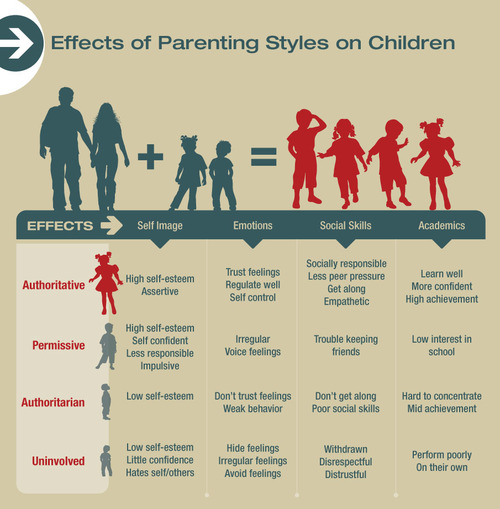 Effects of Parenting Styles on Children
EFFECTS
Self Image
Emotions
Social Skills
Academics
Authoritative
High self-esteem
Assertive
Trust feelings
Regulate well
Self control
Socially responsible
Less peer pressure
Get along
Empathetic
Learn well
More confident
High achievement
Permissive
High self-esteem
Self confident
Less responsible
Impulsive
Irregular
Voice feelings
Trouble keeping
friends
Low interest in
school
Authoritarian
Low self-esteem
Don't trust feelings
Weak behavior
Don't get along
Poor social skills
Hard to concentrate
Mid achievement
Uninvolved
Low self-esteem
Little confidence
Hates self/others
Hide feelings
Irregular feelings
Avoid feelings
Withdrawn
Disrespectful
Distrustful
Perform poorly
On their own